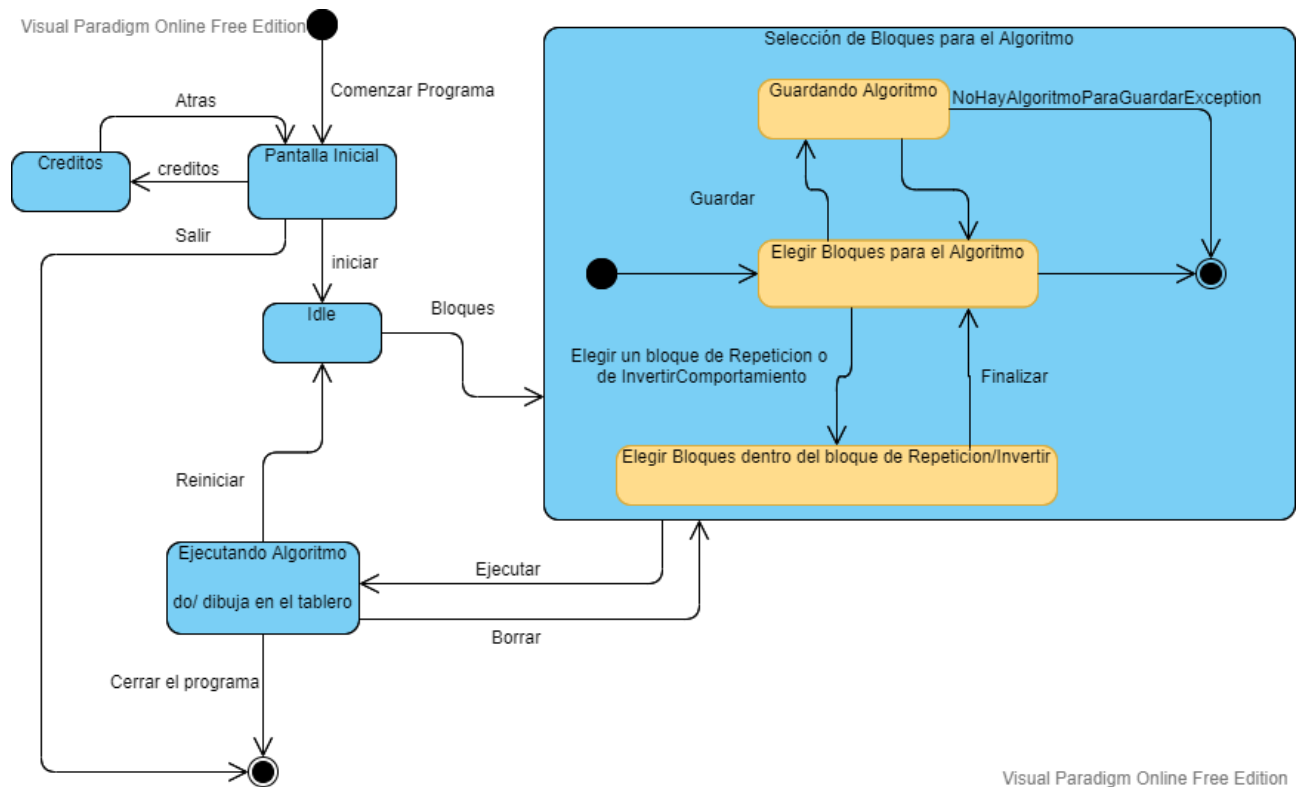 Visual Paradigm Online Free Edition
Selección de Bloques para el Algoritmo
Comenzar Programa
Guardando Algoritmo
NoHayAlgoritmoParaGuardarException
Atras
Creditos
creditos
Pantalla Inicial
Guardar
Salir
Elegir Bloques para el Algoritmo
iniciar
Idle
Bloques
Elegir un bloque de Repeticion o
de InvertirComportamiento
Finalizar
Elegir Bloques dentro del bloque de Repeticion/Invertir
Reiniciar
Ejecutando Algoritmo
do/ dibuja en el tablero
Ejecutar
Borrar
Cerrar el programa
Visual Paradigm Online Free Edition